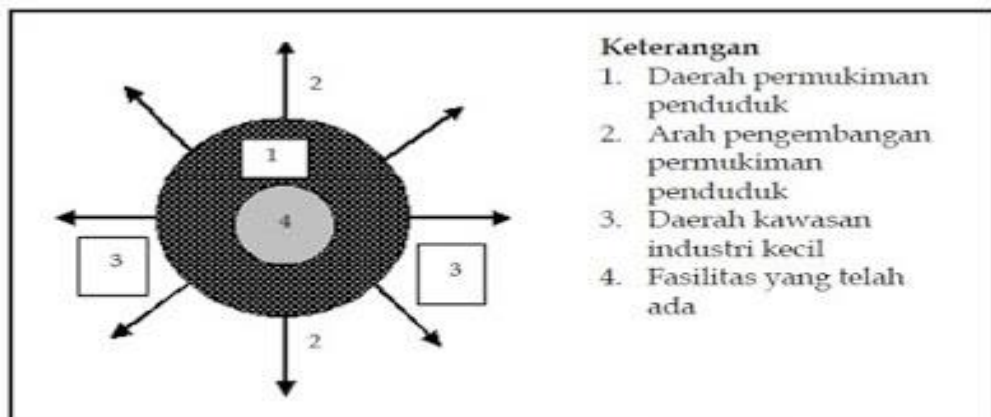 2
1
4
3
3
2
Keterangan
1. Daerah permukiman
penduduk
2. Arah pengembangan
permukiman
penduduk
3. Daerah kawasan
industri kecil
4. Fasilitas yang telah
ada